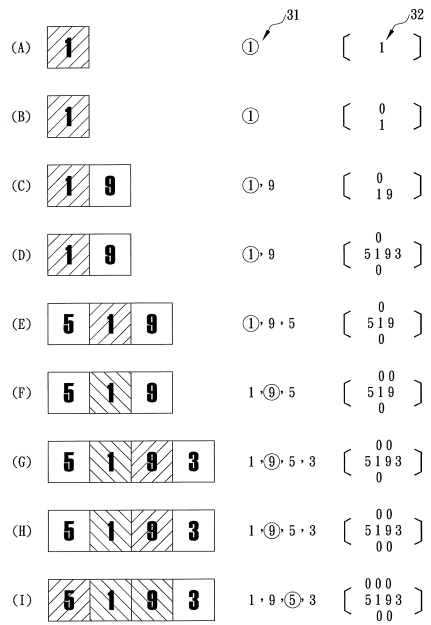 31 32
(A) 1 ① [ 1 ]
(B) 1 ① [ 0
1 ]
(C) 1 9 ①, 9 [ 0
1 9 ]
(D) 1 9 ①, 9 [ 0
5 1 9 3
0 ]
(E) 5 1 9 ①, 9, 5 [ 0
5 1 9
0 ]
(F) 5 1 9 1, ⑨, 5 [ 0 0
5 1 9
0 ]
(G) 5 1 9 3 1, ⑨, 5, 3 [ 0 0
5 1 9 3
0 ]
(H) 5 1 9 3 1, ⑨, 5, 3 [ 0 0
5 1 9 3
0 0 ]
(I) 5 1 9 3 1, 9, ⑤, 3 [ 0 0 0
5 1 9 3
0 0 ]